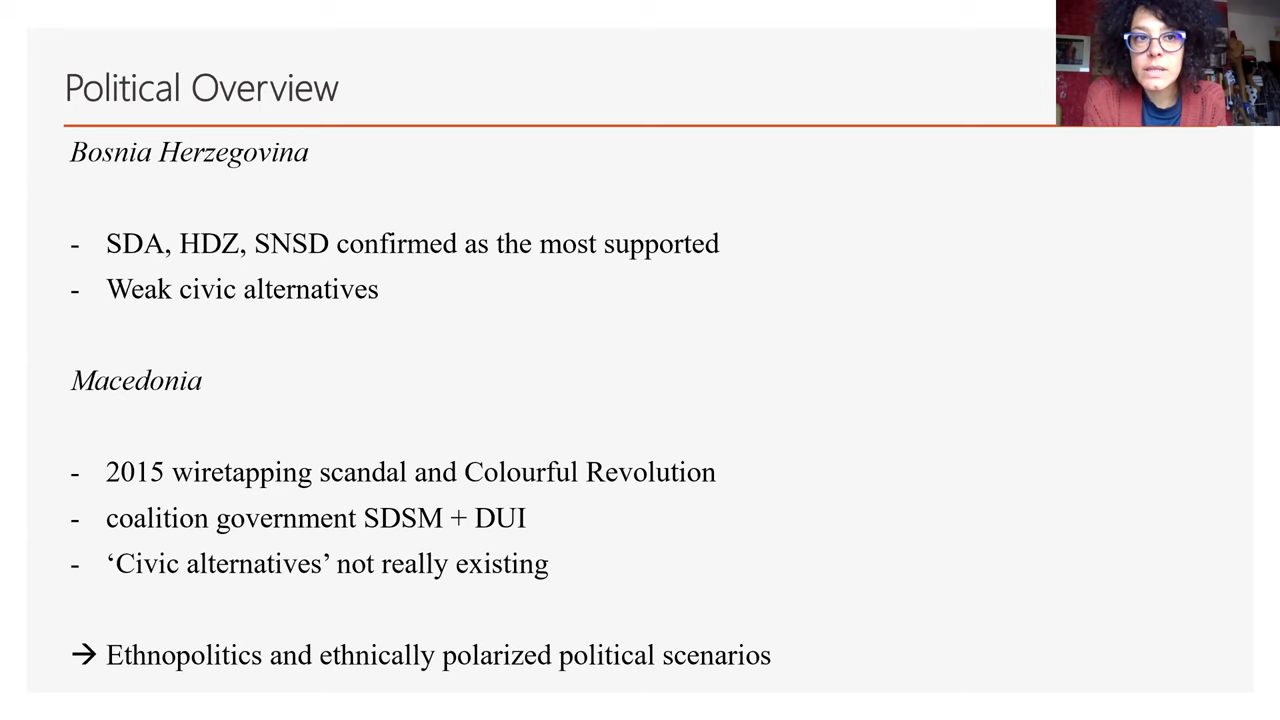 Political Overview
Bosnia Herzegovina
- SDA, HDZ, SNSD confirmed as the most supported
- Weak civic alternatives
Macedonia
- 2015 wiretapping scandal and Colourful Revolution
- coalition government SDSM + DUI
- ‘Civic alternatives’ not really existing
→ Ethnopolitics and ethnically polarized political scenarios